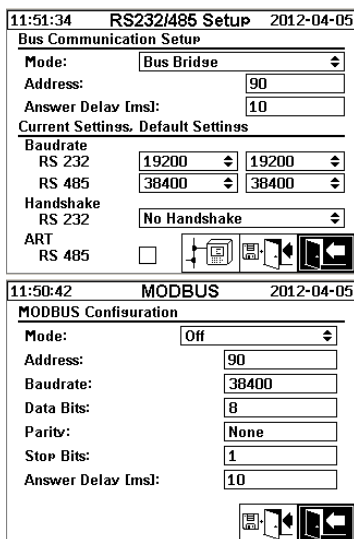 11:51:34 RS232/485 Setup 2012-04-05
Bus Communication Setup
Mode: Bus Bridge
Address: 90
Answer Delay [ms]: 10
Current Settings, Default Settings
Baudrate
RS 232 19200 19200
RS 485 38400 38400
Handshake
RS 232 No Handshake
ART
RS 485
11:50:42 MODBUS 2012-04-05
MODBUS Configuration
Mode: Off
Address: 90
Baudrate: 38400
Data Bits: 8
Parity: None
Stop Bits: 1
Answer Delay [ms]: 10